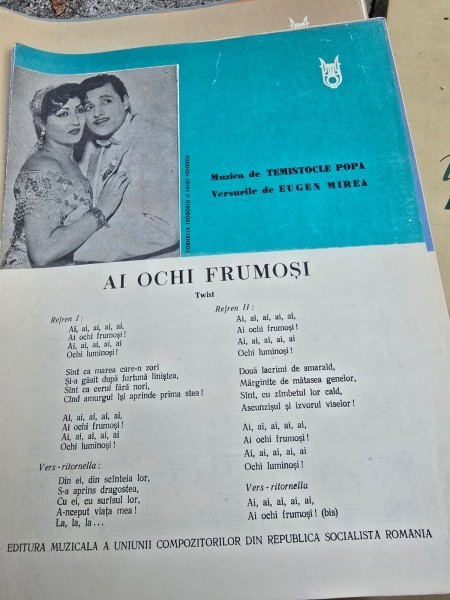 CORNELIA TEODOSIU și LUIGI IONESCU
Muzica de TEMISTOCLE POPA
Versurile de EUGEN MIREA
AI OCHI FRUMOȘI
Twist
Refren I :
Ai, ai, ai, ai, ai,
Ai ochi frumoși !
Ai, ai, ai, ai, ai
Ochi luminoși !
Sînt ca marea care-n zori
Și-a găsit după furtună liniștea,
Sînt ca cerul fără nori,
Cînd amurgul își aprinde prima stea !
Ai, ai, ai, ai, ai,
Ai ochi frumoși !
Ai, ai, ai, ai, ai
Ochi luminoși !
Vers - ritornella :
Din ei, din scînteia lor,
S-a aprins dragostea,
Cu ei, cu surîsul lor,
A-nceput viața mea !
La, la, la ...
Refren II :
Ai, ai, ai, ai, ai,
Ai ochi frumoși !
Ai, ai, ai, ai, ai
Ochi luminoși !
Două lacrimi de smarald,
Mărginite de mătasea genelor,
Sînt, cu zîmbetul lor cald,
Ascunzișul și izvorul viselor !
Ai, ai, ai, ai, ai,
Ai ochi frumoși !
Ai, ai, ai, ai, ai
Ochi luminoși !
Vers - ritornella
Ai, ai, ai, ai, ai,
Ai ochi frumoși ! (bis)
EDITURA MUZICALA A UNIUNII COMPOZITORILOR DIN REPUBLICA SOCIALISTA ROMÂNIA